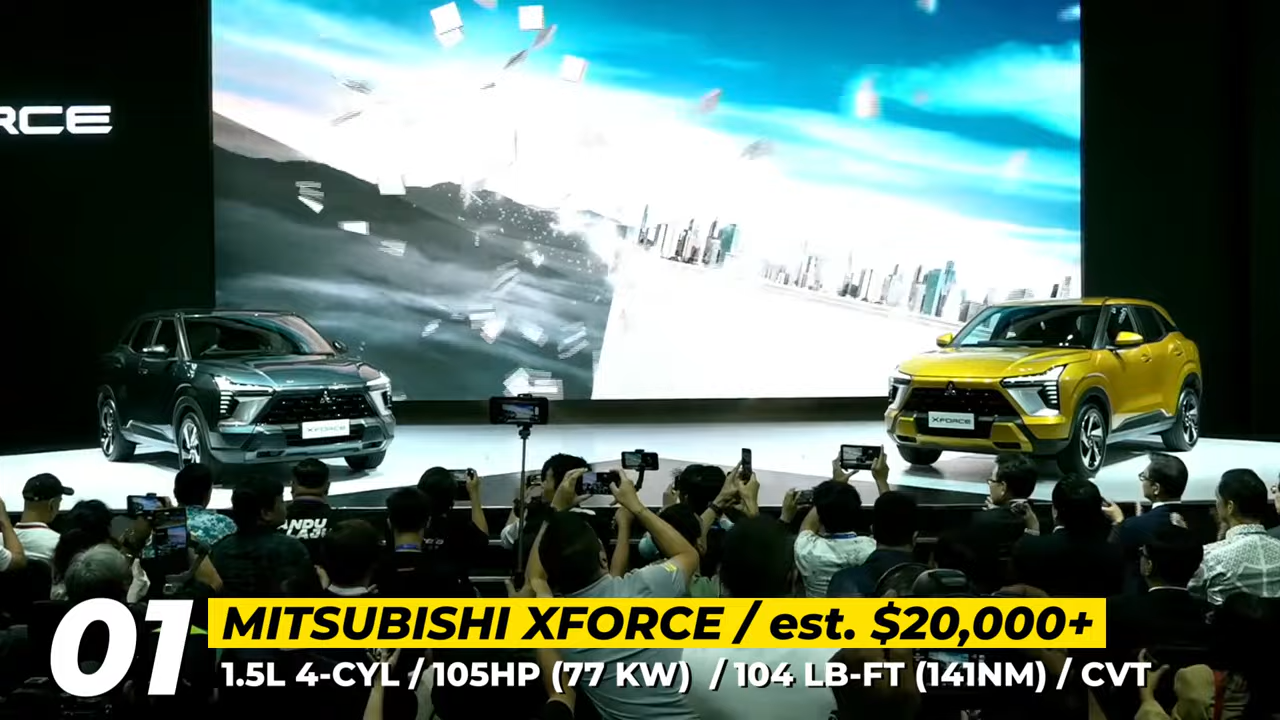 RCE
XFORCE
XFORCE
01
MITSUBISHI XFORCE / est. $20,000+
1.5L 4-CYL / 105HP (77 KW) / 104 LB-FT (141NM) / CVT